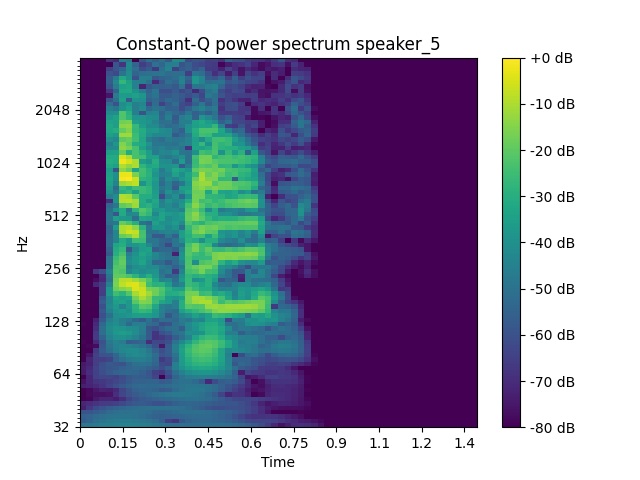 Constant-Q power spectrum speaker_5
Hz
2048
1024
512
256
128
64
32
0 0.15 0.3 0.45 0.6 0.75 0.9 1.1 1.2 1.4
Time
+0 dB
-10 dB
-20 dB
-30 dB
-40 dB
-50 dB
-60 dB
-70 dB
-80 dB